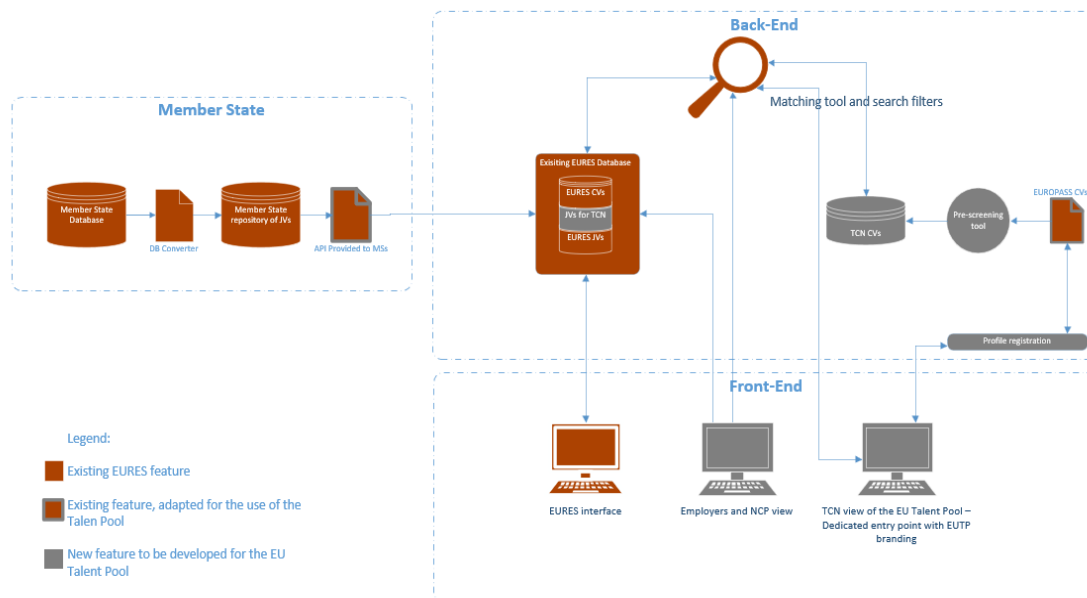 Back-End
Matching tool and search filters
Member State
Member State
Database
DB Converter
Member State
repository of JVs
API Provided to MSs
Exisiting EURES Database
EURES CVs
JVs for TCN
EURES JVs
TCN CVs
Pre-screening
tool
EUROPASS CVs
Profile registration
Front-End
EURES interface
Employers and NCP view
TCN view of the EU Talent Pool –
Dedicated entry point with EUTP
branding
Legend:
Existing EURES feature
Existing feature, adapted for the use of the
Talen Pool
New feature to be developed for the EU
Talent Pool